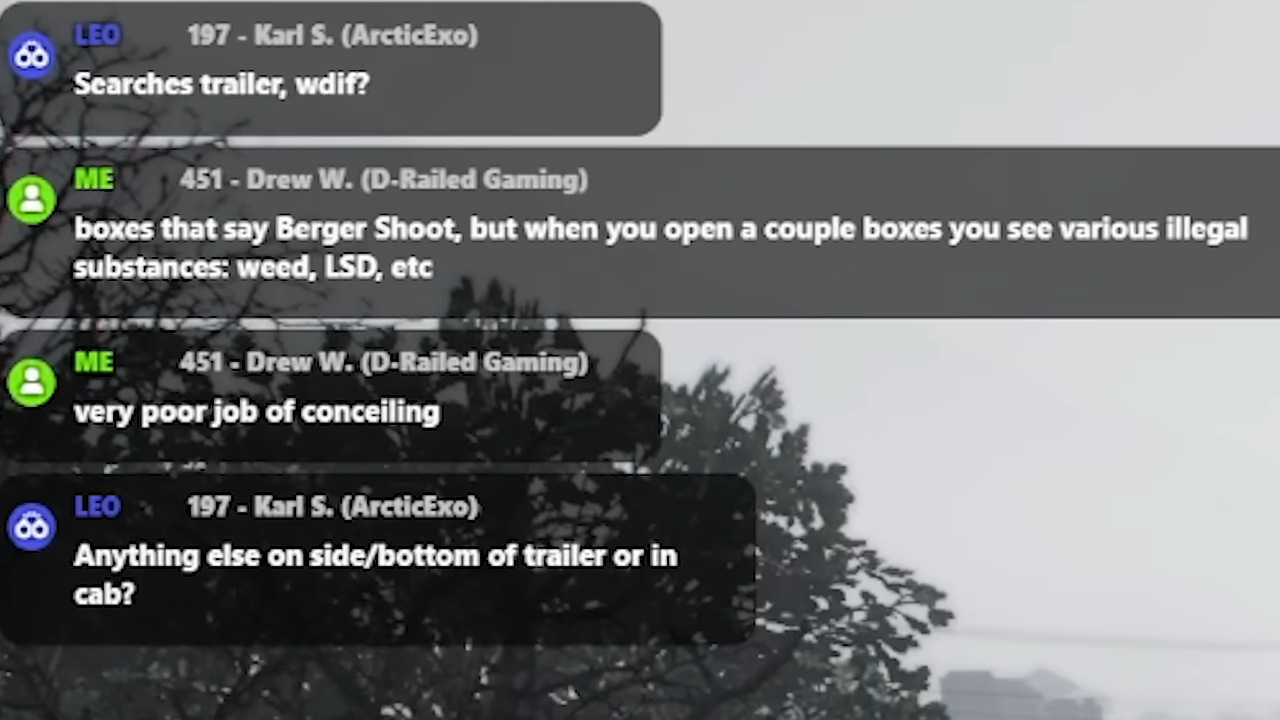 LEO 197 - Karl S. (ArcticExo)
Searches trailer, wdif?
ME 451 - Drew W. (D-Railed Gaming)
boxes that say Berger Shoot, but when you open a couple boxes you see various illegal
substances: weed, LSD, etc
ME 451 - Drew W. (D-Railed Gaming)
very poor job of conceiling
LEO 197 - Karl S. (ArcticExo)
Anything else on side/bottom of trailer or in
cab?